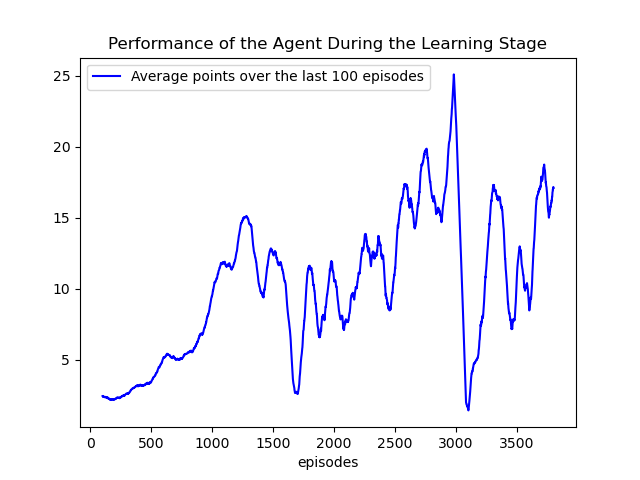 Performance of the Agent During the Learning Stage
Average points over the last 100 episodes
25
20
15
10
5
0 500 1000 1500 2000 2500 3000 3500
episodes